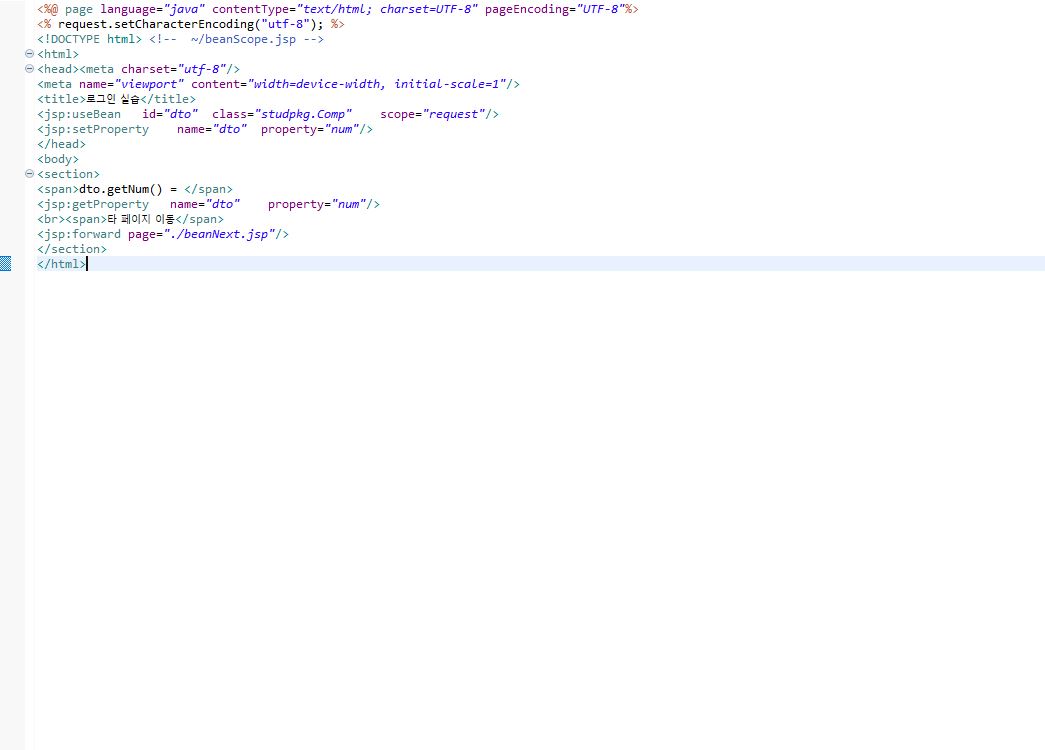 <%@ page language="java" contentType="text/html; charset=UTF-8" pageEncoding="UTF-8"%>
<% request.setCharacterEncoding("utf-8"); %>
<!DOCTYPE html> <!--  ~/beanScope.jsp -->
<html>
<head><meta charset="utf-8"/>
<meta name="viewport" content="width=device-width, initial-scale=1"/>
<title>로그인 실습</title>
<jsp:useBean   id="dto"  class="studpkg.Comp"    scope="request"/>
<jsp:setProperty    name="dto"  property="num"/>
</head>
<body>
<section>
<span>dto.getNum() = </span>
<jsp:getProperty   name="dto"    property="num"/>
<br><span>타 페이지 이동</span>
<jsp:forward page="./beanNext.jsp"/>
</section>
</html>